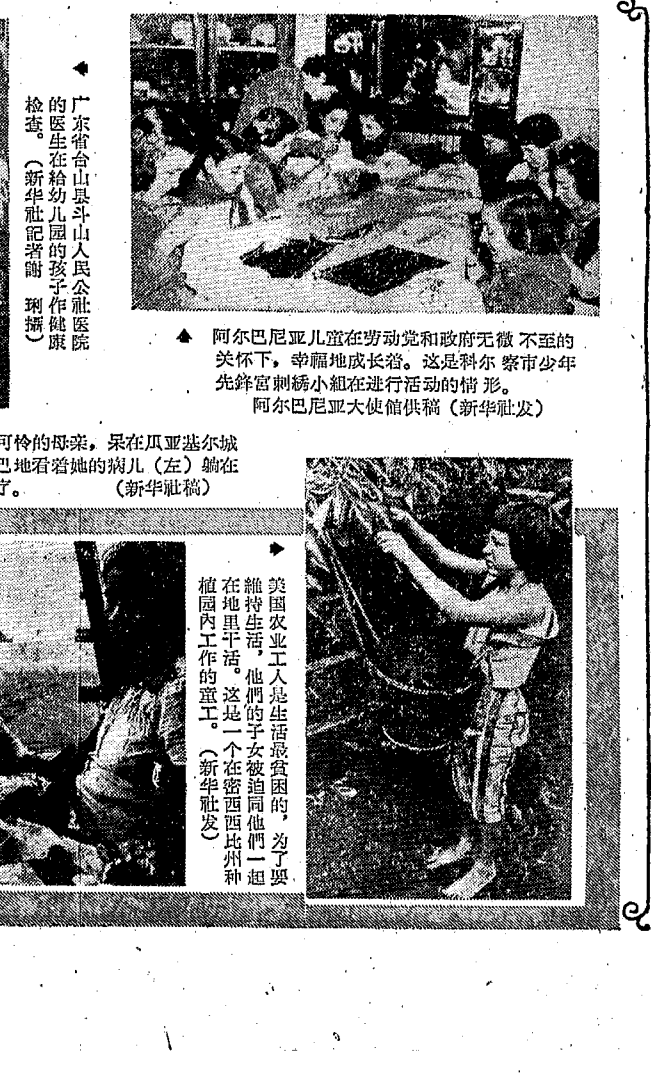 广东省台山县斗山人民公社医院
的医生在給幼儿园的孩子作健康
检查。（新华社記者謝　琍攝）
阿尔巴尼亚儿童在劳动党和政府无微不至的
关怀下，幸福地成长着。这是科尔察市少年
先鋒宫刺綉小組在进行活动的情形。
阿尔巴尼亚大使館供稿（新华社发）
可怜的母亲，呆在瓜亚基尔城
巴地看着她的病儿（左）躺在
疗。（新华社稿）
美国农业工人是生活最貧困的，为了要
維持生活，他們的子女被迫同他們一起
在地里干活。这是一个在密西西比州种
植园内工作的童工。（新华社发）